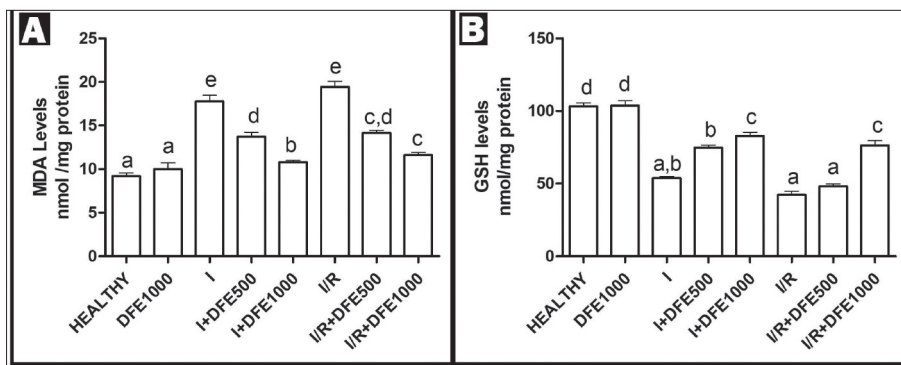 A
MDA Levels
nmol /mg protein
25
20
15
10
5
0
a
a
e
d
b
e
c,d
c
HEALTHY
DFE1000
I
I+DFE500
I+DFE1000
I/R
I/R+DFE500
I/R+DFE1000
B
GSH levels
nmol/mg protein
150
100
50
0
d
d
a,b
b
c
a
a
c
HEALTHY
DFE1000
I
I+DFE500
I+DFE1000
I/R
I/R+DFE500
I/R+DFE1000